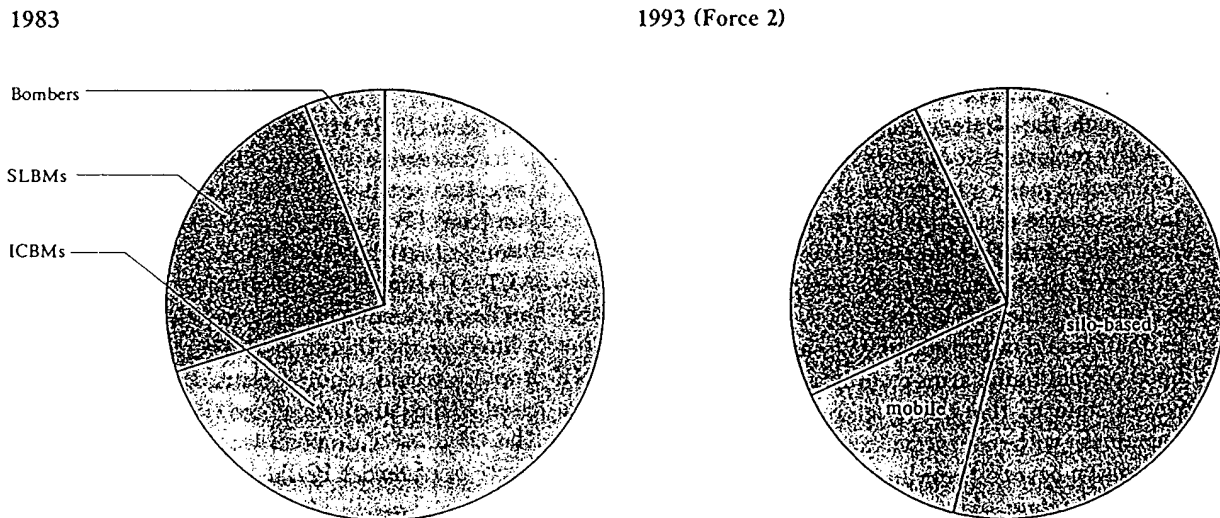 1983
1993 (Force 2)
Bombers
SLBMs
ICBMs
silo-based
mobile